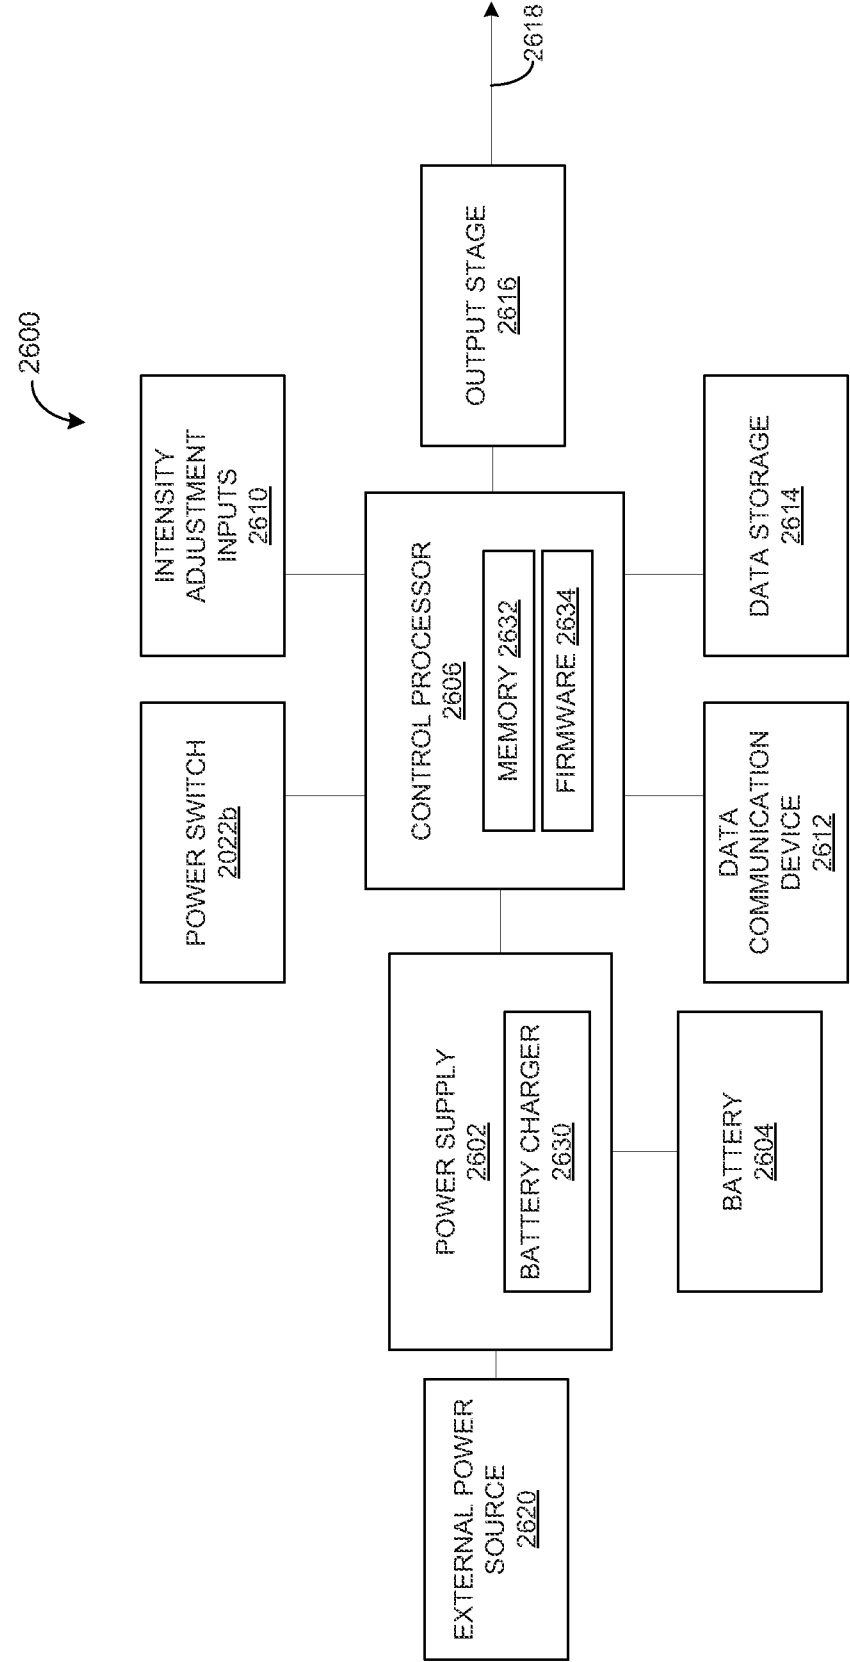 2600
POWER SWITCH
2022b
INTENSITY
ADJUSTMENT
INPUTS
2610
EXTERNAL POWER
SOURCE
2620
POWER SUPPLY
2602
BATTERY CHARGER
2630
CONTROL PROCESSOR
2606
MEMORY 2632
FIRMWARE 2634
OUTPUT STAGE
2616
2618
BATTERY
2604
DATA
COMMUNICATION
DEVICE
2612
DATA STORAGE
2614